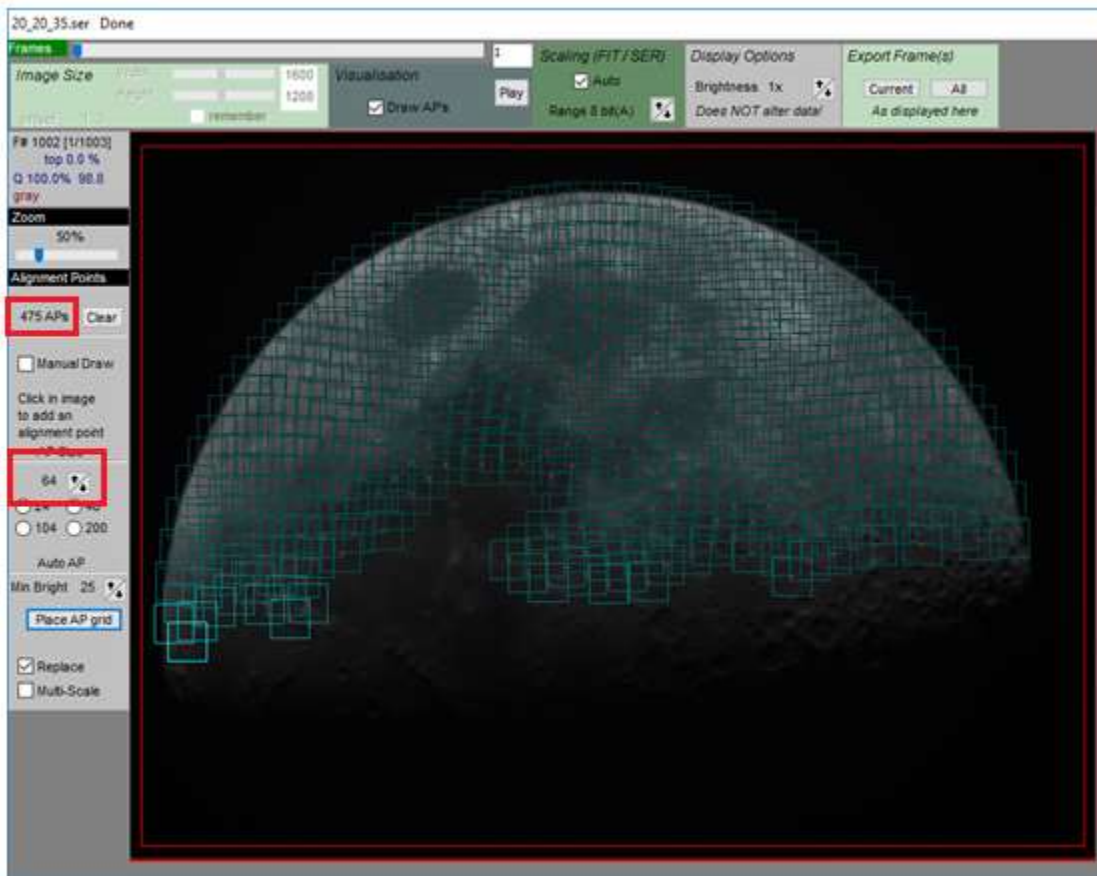 20_20_35.ser Done
Frames
1
Image Size
1600
1208
remember
Visualisation
Draw APs
Play
Scaling (FIT / SER)
Auto
Range 8 bit(A)
Display Options
Brightness 1x
Does NOT alter data!
Export Frame(s)
Current All
As displayed here
F# 1002 [1/1003]
top 0.0 %
Q 100.0% 98.8
gray
Zoom
50%
Alignment Points
475 APs Clear
Manual Draw
Click in image
to add an
alignment point
64
104 200
Auto AP
Min Bright 25
Place AP grid
Replace
Multi-Scale